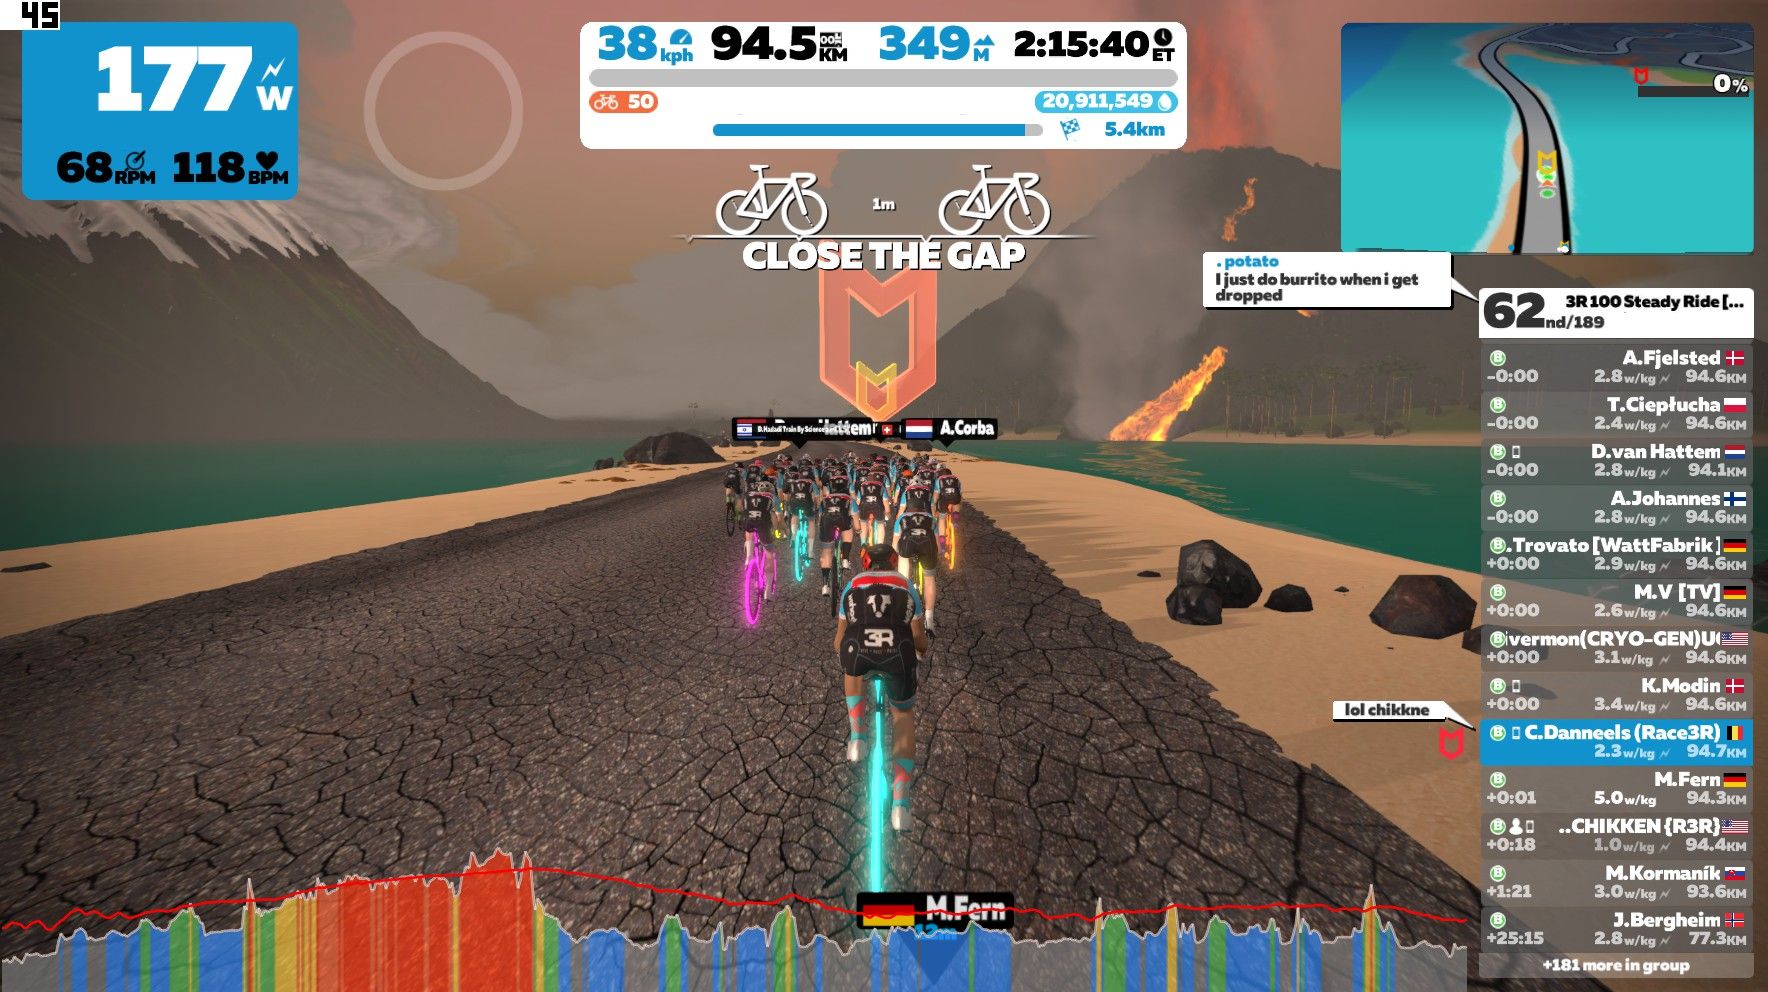 45
177 W
68 RPM 118 BPM
38 kph 94.5 KM 349 M 2:15:40 ET
50
20,911,549
5.4km
1m
CLOSE THE GAP
0%
. potato
I just do burrito when i get
dropped
62nd/189
3R 100 Steady Ride [...
A.Fjelsted
-0:00 2.8w/kg 94.6KM
T.Ciepłucha
-0:00 2.4w/kg 94.6KM
D.van Hattem
-0:00 2.8w/kg 94.1KM
A.Johannes
-0:00 2.8w/kg 94.6KM
.Trovato [WattFabrik ]
+0:00 2.9w/kg 94.6KM
M.V [TV]
+0:00 2.6w/kg 94.6KM
ivermon(CRYO-GEN)U(
+0:00 3.1w/kg 94.6KM
K.Modin
+0:00 3.4w/kg 94.6KM
lol chikkne
C.Danneels (Race3R)
2.3w/kg 94.7KM
M.Fern
+0:01 5.0w/kg 94.3KM
..CHIKKEN {R3R}
+0:18 1.0w/kg 94.4KM
M.Kormaník
+1:21 3.0w/kg 93.6KM
J.Bergheim
+25:15 2.8w/kg 77.3KM
+181 more in group
A.Corba
3R
M.Fern